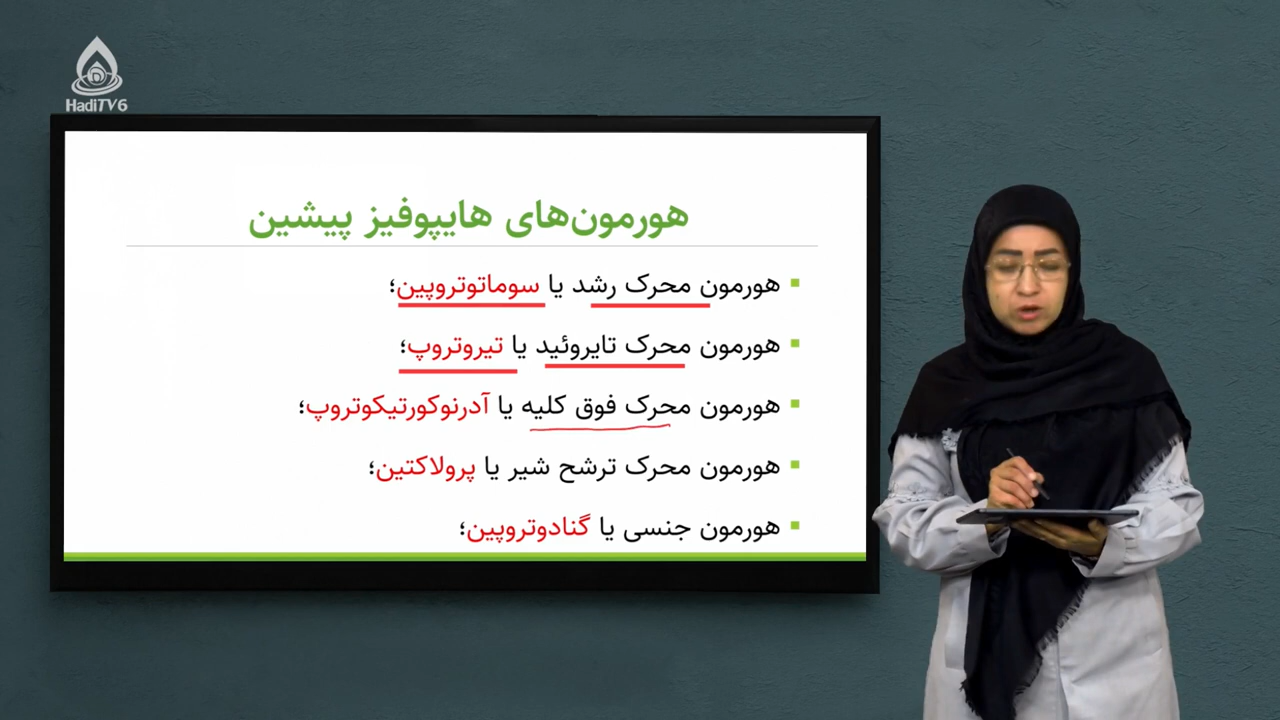 HadiTV6
هورمون‌های هایپوفیز پیشین
هورمون محرک رشد یا سوماتوتروپین؛
هورمون محرک تایروئید یا تیروتروپ؛
هورمون محرک فوق کلیه یا آدرنوکورتیکوتروپ؛
هورمون محرک ترشح شیر یا پرولاکتین؛
هورمون جنسی یا گنادوتروپین؛